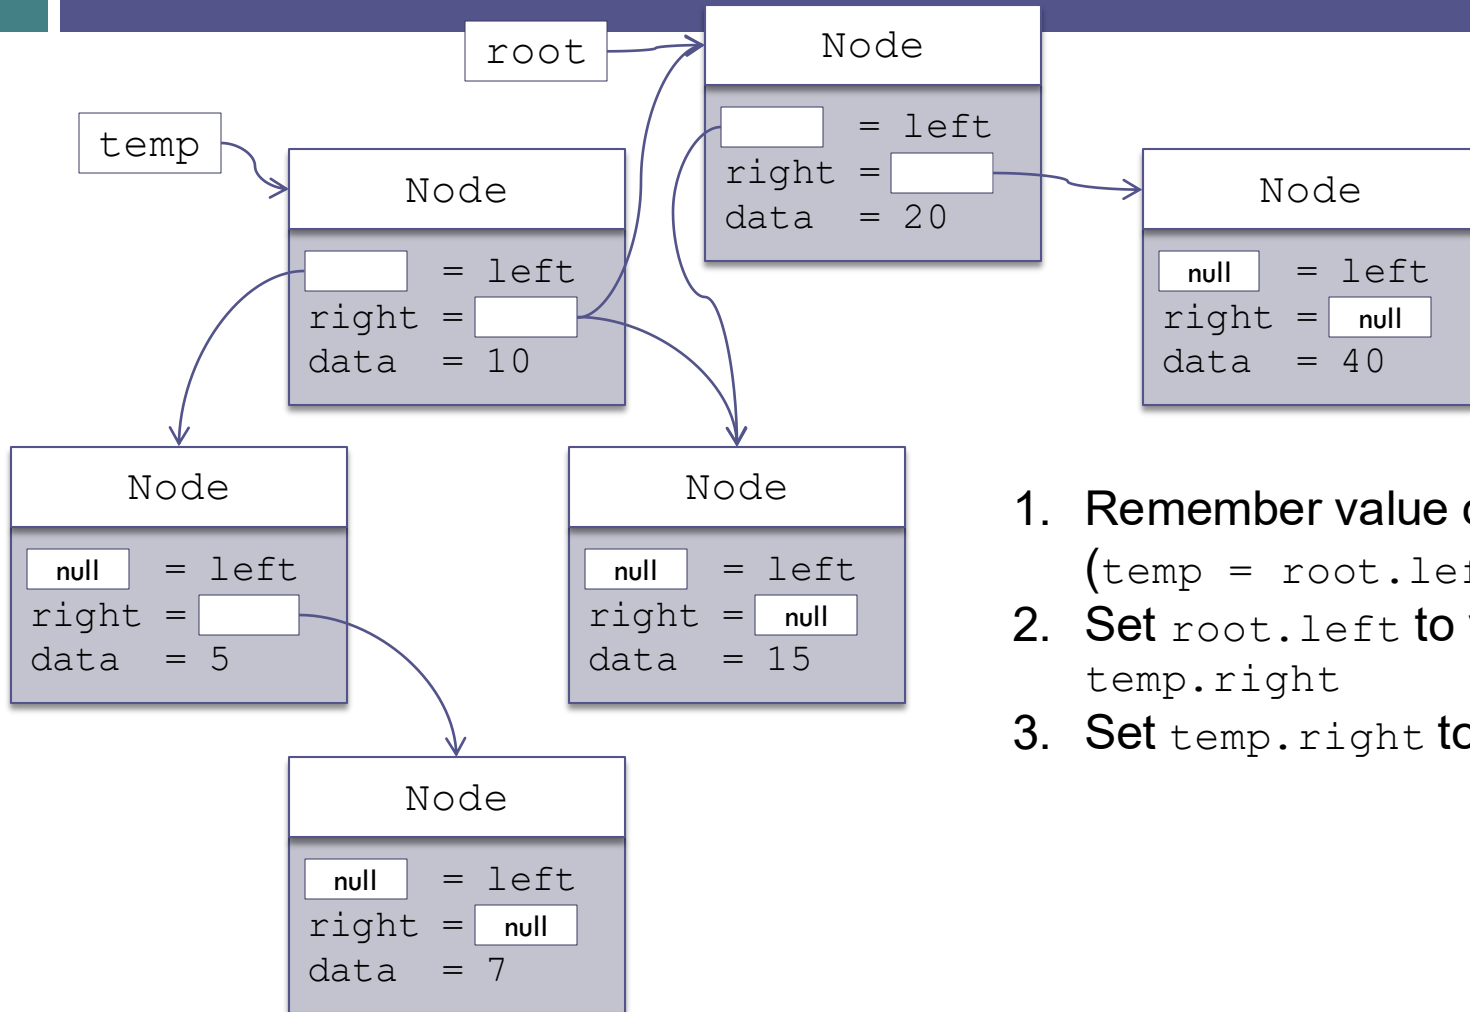 root
Node
= left
right =
data = 20
temp
Node
= left
right =
data = 10
Node
null = left
right = null
data = 40
Node
null = left
right =
data = 5
Node
null = left
right = null
data = 15
Node
null = left
right = null
data = 7
1. Remember value
(temp = root.lef
2. Set root.left to
temp.right
3. Set temp.right to